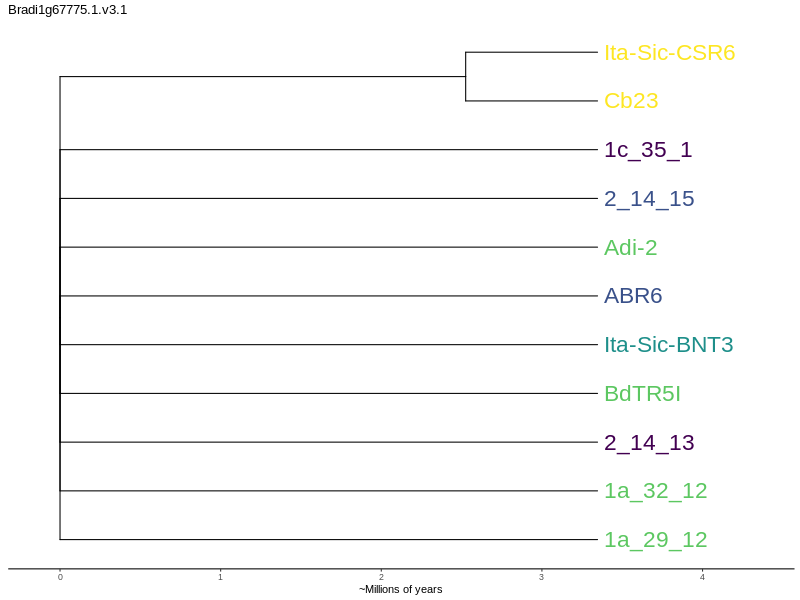 Bradi1g67775.1.v3.1
Ita-Sic-CSR6
Cb23
1c_35_1
2_14_15
Adi-2
ABR6
Ita-Sic-BNT3
BdTR5I
2_14_13
1a_32_12
1a_29_12
0 1 2 3 4
~Millions of years